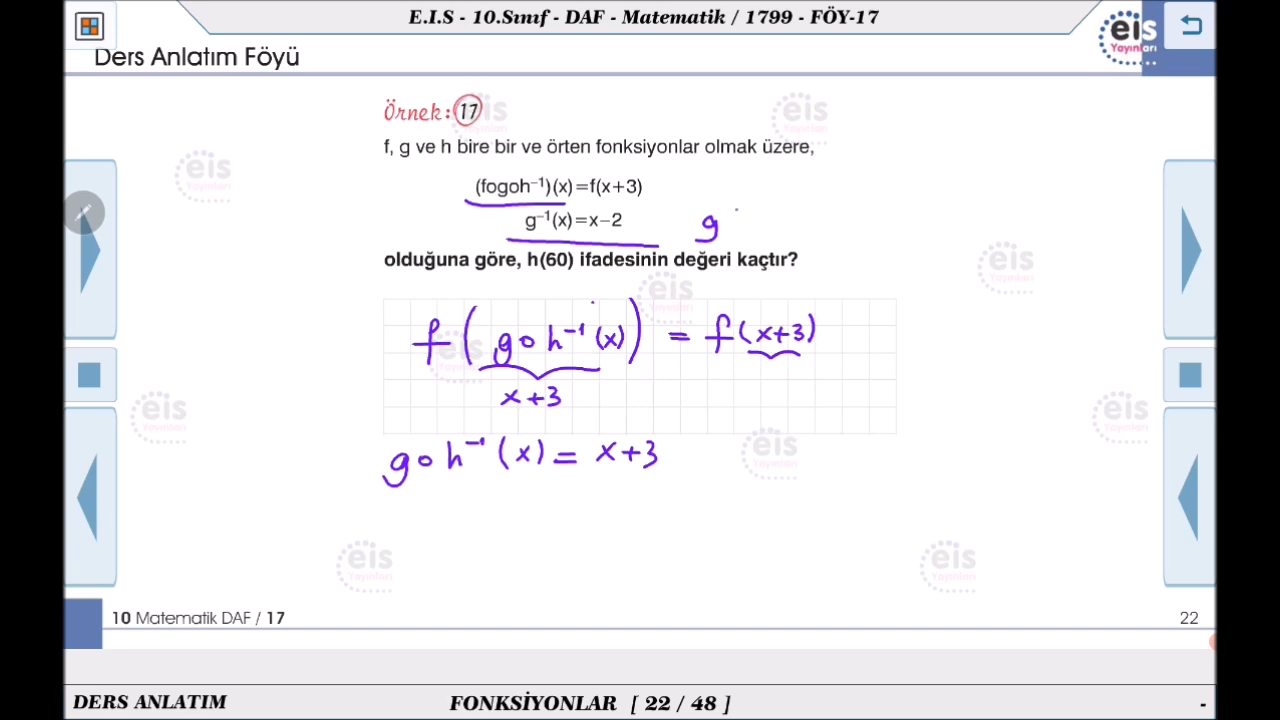 E.I.S - 10.Sınıf - DAF - Matematik / 1799 - FÖY-17
eis
Yayınları
Ders Anlatım Föyü
Örnek: 17
f, g ve h bire bir ve örten fonksiyonlar olmak üzere,
(fogoh⁻¹)(x)=f(x+3)
g⁻¹(x)=x−2
g
olduğuna göre, h(60) ifadesinin değeri kaçtır?
f(goh⁻¹(x)) = f(x+3)
x+3
goh⁻¹(x) = x+3
10 Matematik DAF / 17
22
DERS ANLATIM
FONKSİYONLAR [ 22 / 48 ]
-